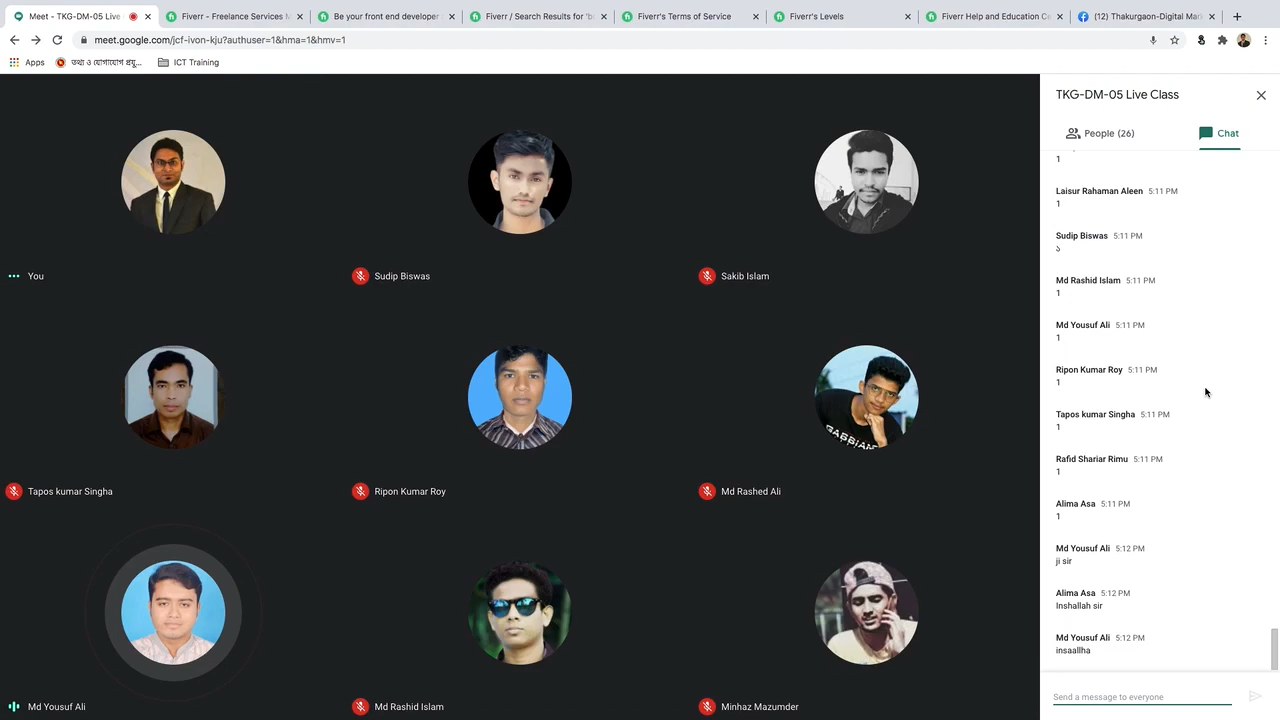 Meet - TKG-DM-05 Live
Fiverr - Freelance Services M
Be your front end developer
Fiverr / Search Results for 'b
Fiverr's Terms of Service
Fiverr's Levels
Fiverr Help and Education Ce
(12) Thakurgaon-Digital Mark
meet.google.com/jcf-ivon-kju?authuser=1&hma=1&hmv=1
Apps
তথ্য ও যোগাযোগ প্রযু...
ICT Training
You
Sudip Biswas
Sakib Islam
Tapos kumar Singha
Ripon Kumar Roy
Md Rashed Ali
GABBIAM
Md Yousuf Ali
Md Rashid Islam
Minhaz Mazumder
TKG-DM-05 Live Class
People (26)
Chat
1
Laisur Rahaman Aleen 5:11 PM
1
Sudip Biswas 5:11 PM
১
Md Rashid Islam 5:11 PM
1
Md Yousuf Ali 5:11 PM
1
Ripon Kumar Roy 5:11 PM
1
Tapos kumar Singha 5:11 PM
1
Rafid Shariar Rimu 5:11 PM
1
Alima Asa 5:11 PM
1
Md Yousuf Ali 5:12 PM
ji sir
Alima Asa 5:12 PM
Inshallah sir
Md Yousuf Ali 5:12 PM
insaallha
Send a message to everyone